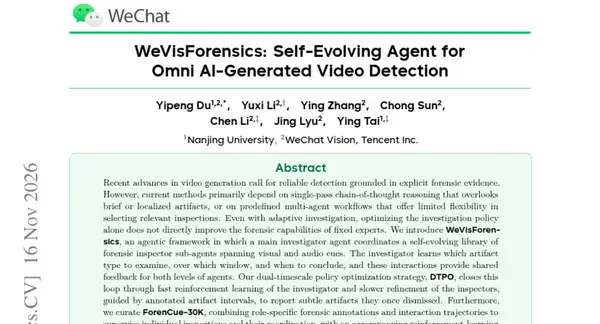 WeChat
WeVisForensics: Self-Evolving Agent for
Omni AI-Generated Video Detection
Yipeng Du1,2,*, Yuxi Li2,†, Ying Zhang2, Chong Sun2,
Chen Li2,‡, Jing Lyu2, Ying Tai1,‡
1Nanjing University, 2WeChat Vision, Tencent Inc.
Abstract
Recent advances in video generation call for reliable detection grounded in explicit forensic evidence.
However, current methods primarily depend on single-pass chain-of-thought reasoning that overlooks
brief or localized artifacts, or on predefined multi-agent workflows that offer limited flexibility in
selecting relevant inspections. Even with adaptive investigation, optimizing the investigation policy
alone does not directly improve the forensic capabilities of fixed experts. We introduce WeVisForen-
sics, an agentic framework in which a main investigator agent coordinates a self-evolving library of
forensic inspector sub-agents spanning visual and audio cues. The investigator learns which artifact
type to examine, over which window, and when to conclude, and these interactions provide shared
feedback for both levels of agents. Our dual-timescale policy optimization strategy, DTPO, closes this
loop through fast reinforcement learning of the investigator and slower refinement of the inspectors,
guided by annotated artifact intervals, to report subtle artifacts they once dismissed. Furthermore,
we curate ForenCue-30K, combining role-specific forensic annotations and interaction trajectories to
s.CV] 16 Nov 2026